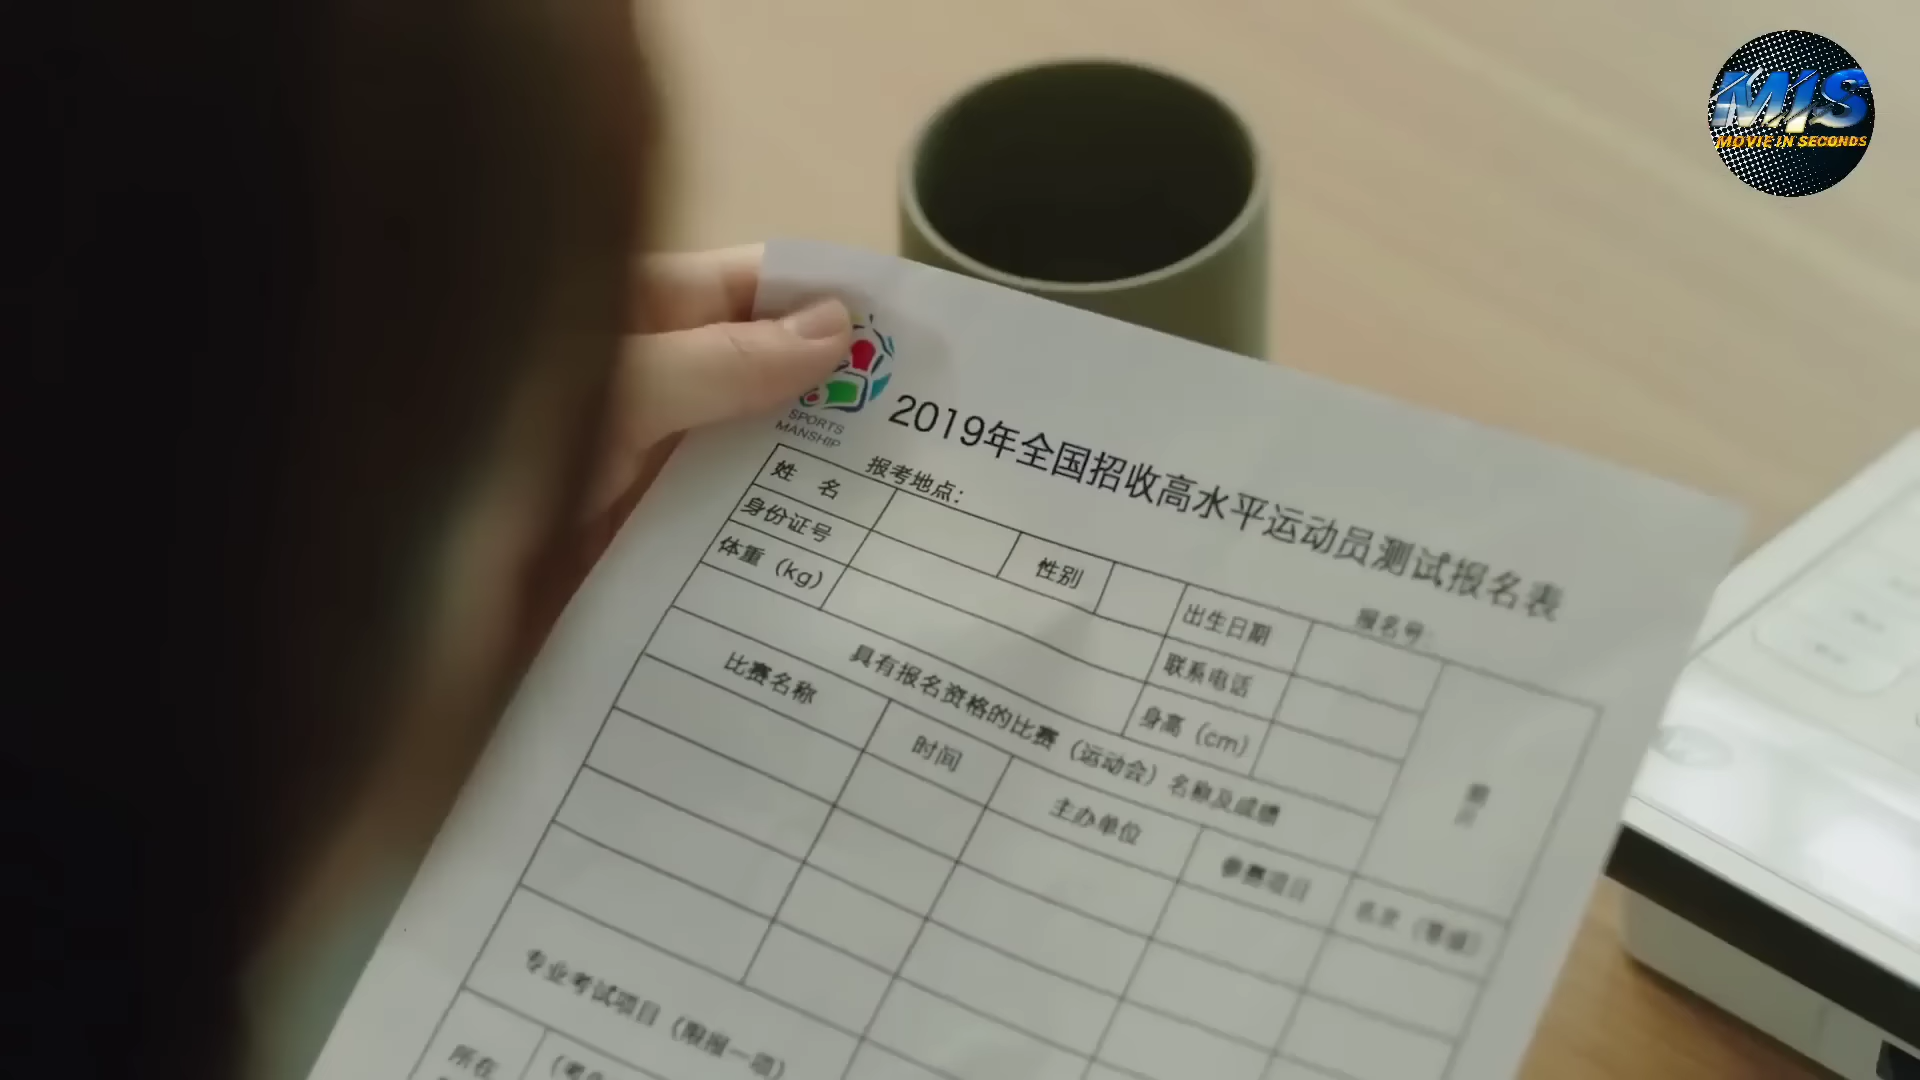 MIS
MOVIE IN SECONDS
SPORTS
MANSHIP
2019年全国招收高水平运动员测试报名表
报考地点：
报名号：
姓 名
性别
出生日期
身份证号
联系电话
体重（kg）
身高（cm）
具有报名资格的比赛（运动会）名称及成绩
比赛名称
时间
主办单位
参赛项目
名次（等级）
专业考试项目（限报一项）
所在